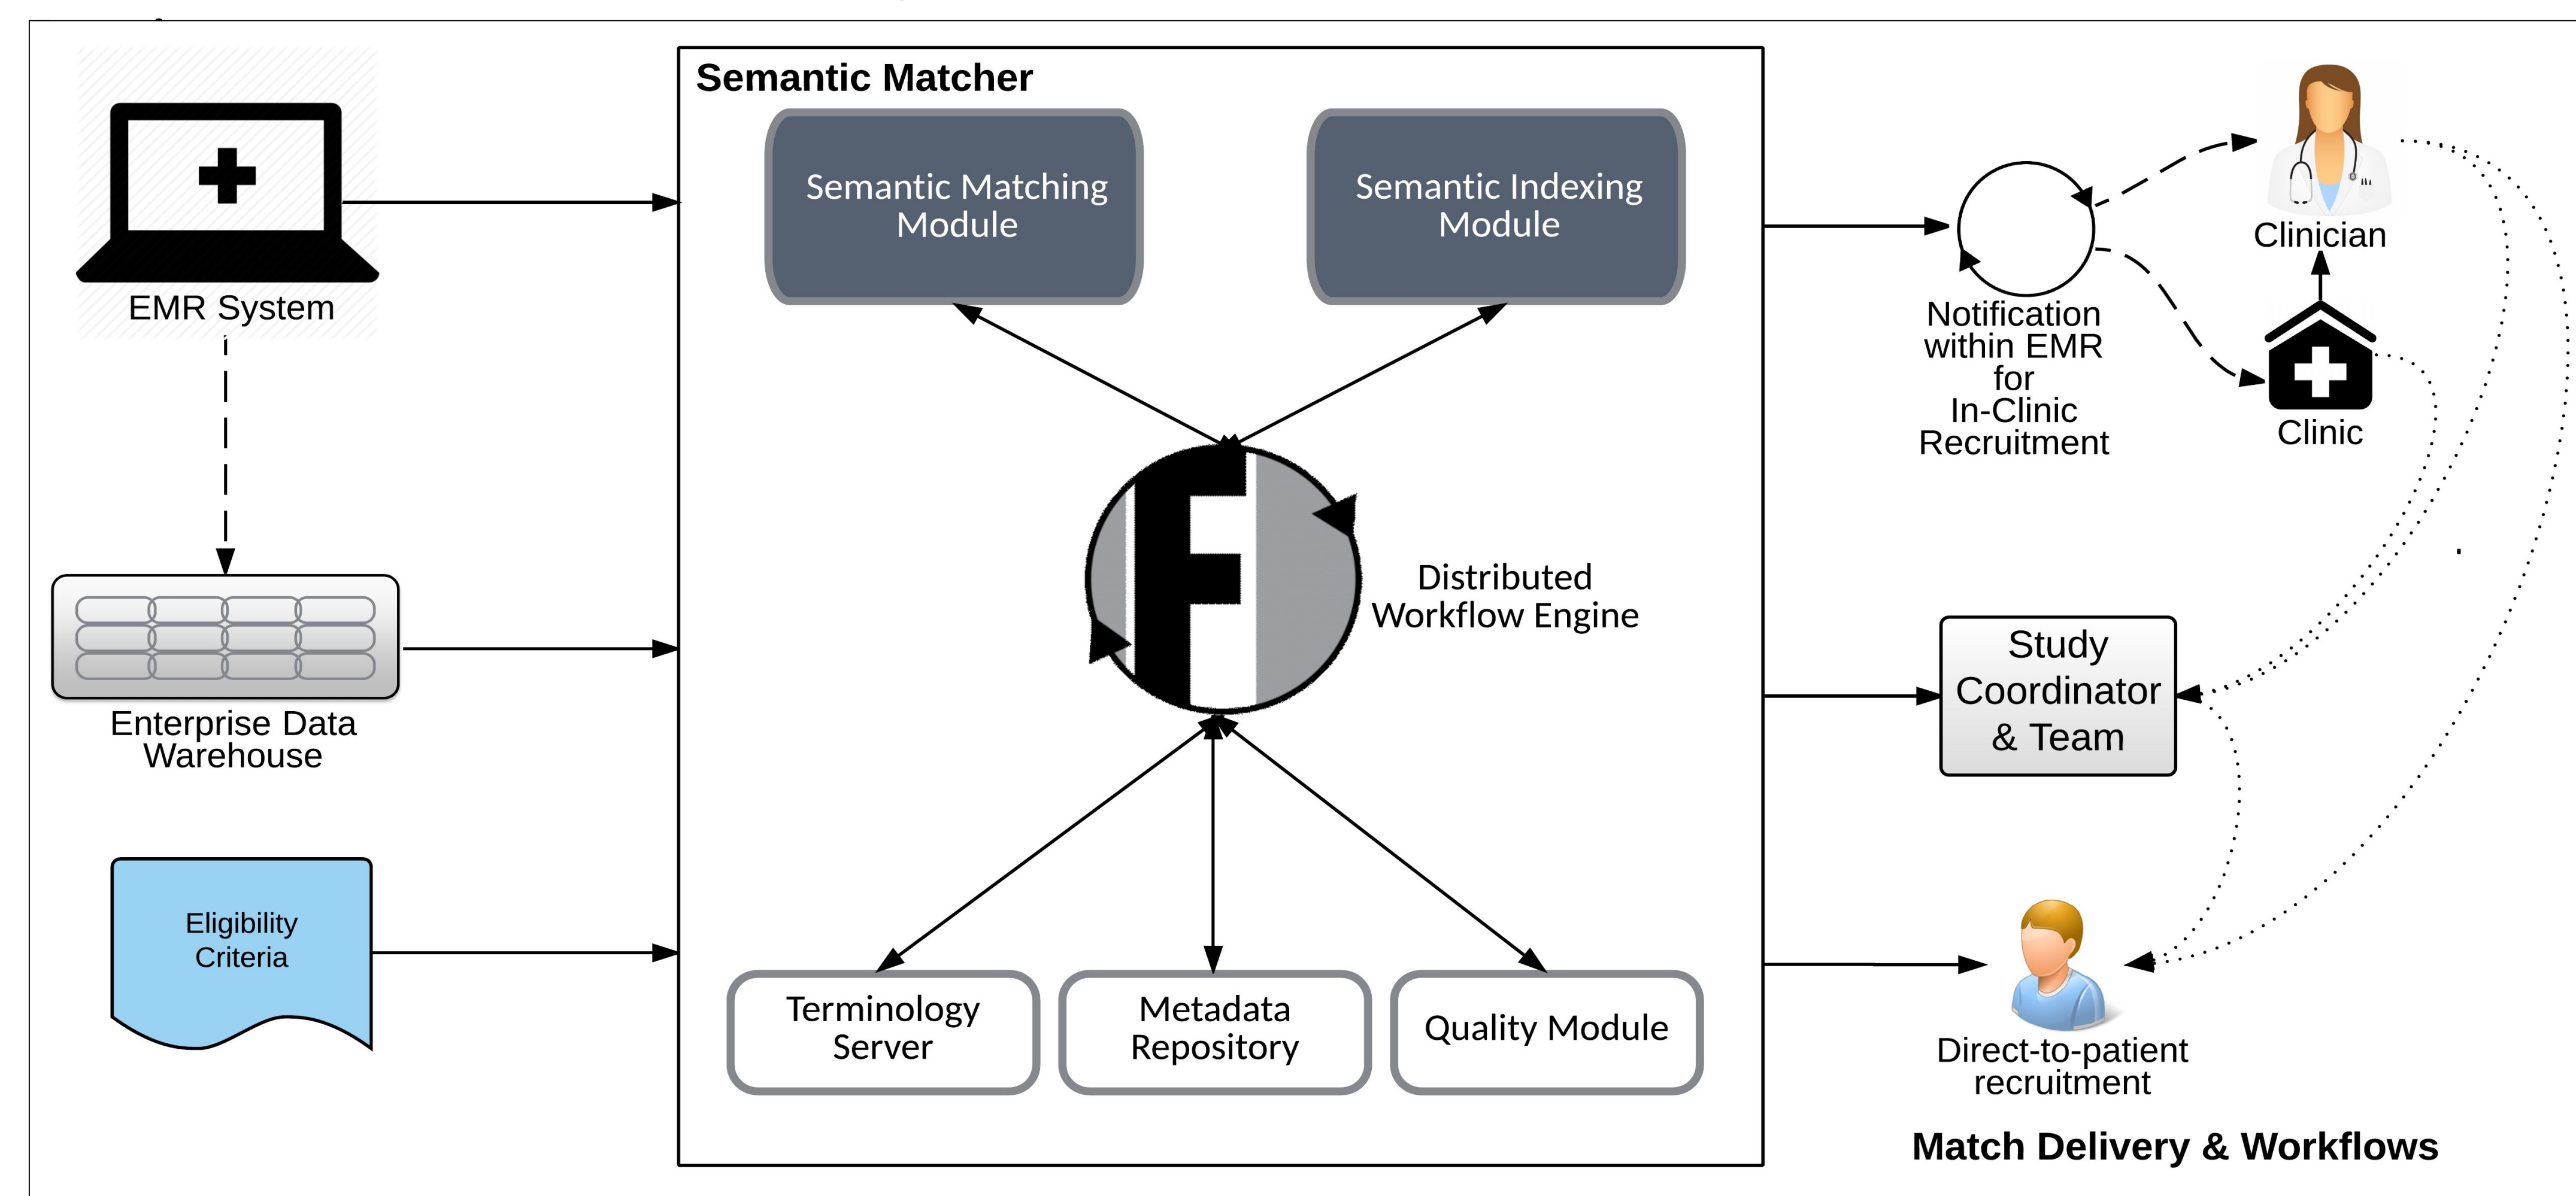 Semantic Matcher
EMR System
Enterprise Data
Warehouse
Eligibility
Criteria
Semantic Matching
Module
Semantic Indexing
Module
F
Distributed
Workflow Engine
Terminology
Server
Metadata
Repository
Quality Module
Notification
within EMR
for
In-Clinic
Recruitment
Clinician
Clinic
Study
Coordinator
& Team
Direct-to-patient
recruitment
Match Delivery & Workflows